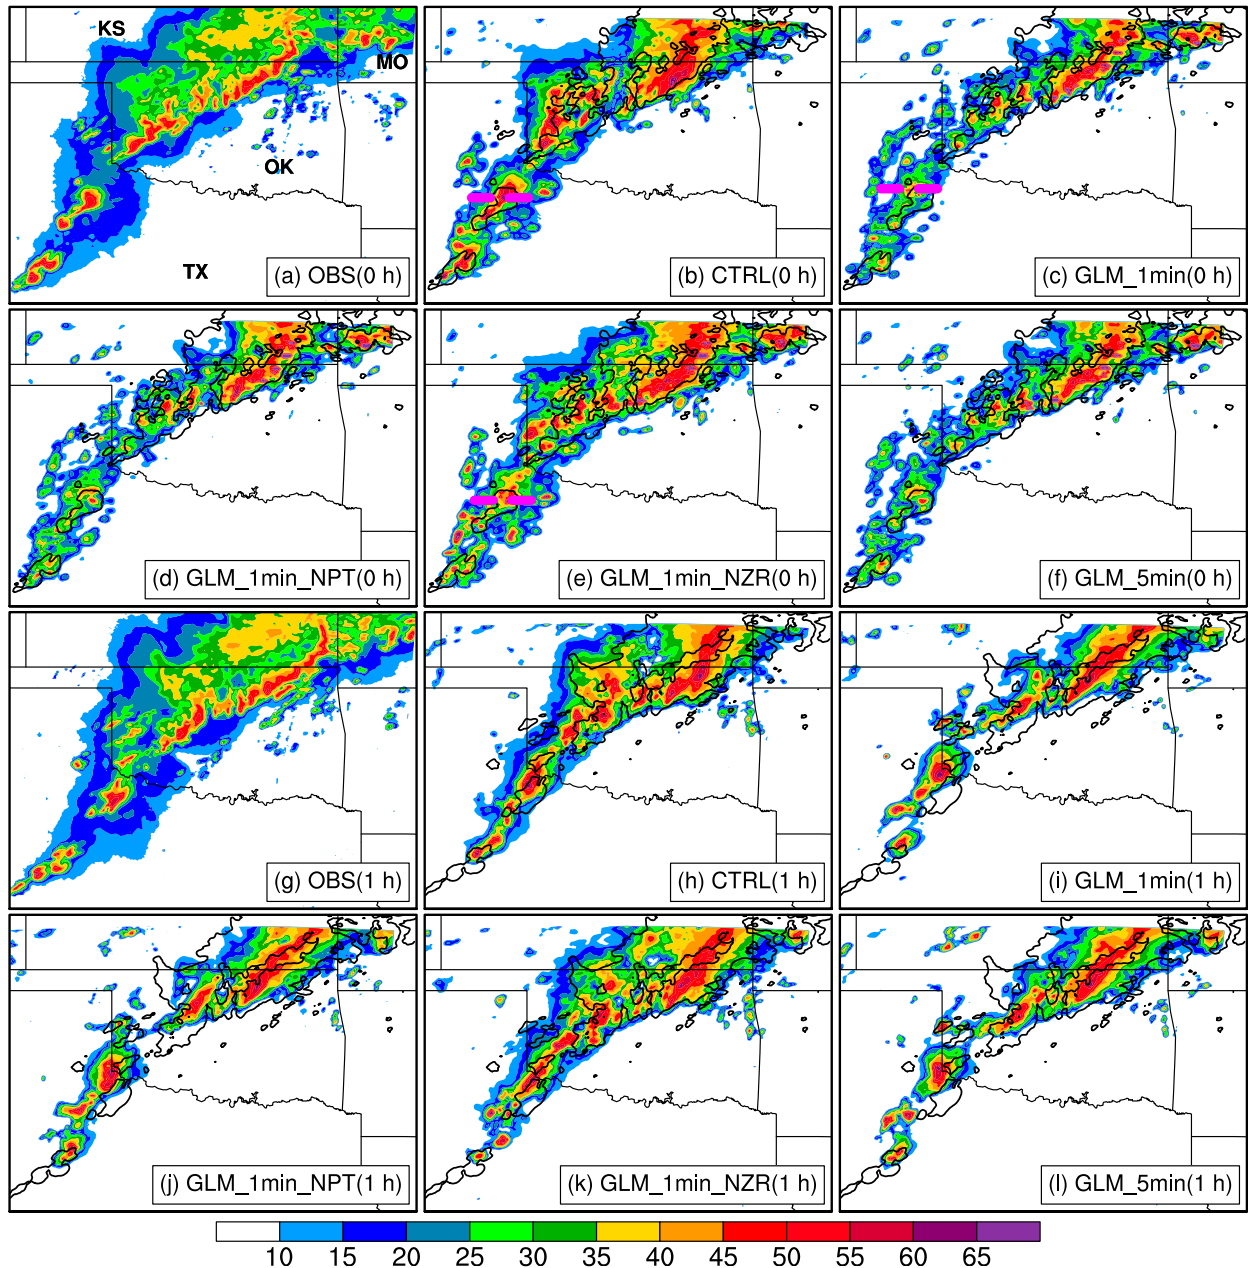 KS
MO
OK
TX
(a) OBS(0 h)
(b) CTRL(0 h)
(c) GLM_1min(0 h)
(d) GLM_1min_NPT(0 h)
(e) GLM_1min_NZR(0 h)
(f) GLM_5min(0 h)
(g) OBS(1 h)
(h) CTRL(1 h)
(i) GLM_1min(1 h)
(j) GLM_1min_NPT(1 h)
(k) GLM_1min_NZR(1 h)
(l) GLM_5min(1 h)
10 15 20 25 30 35 40 45 50 55 60 65